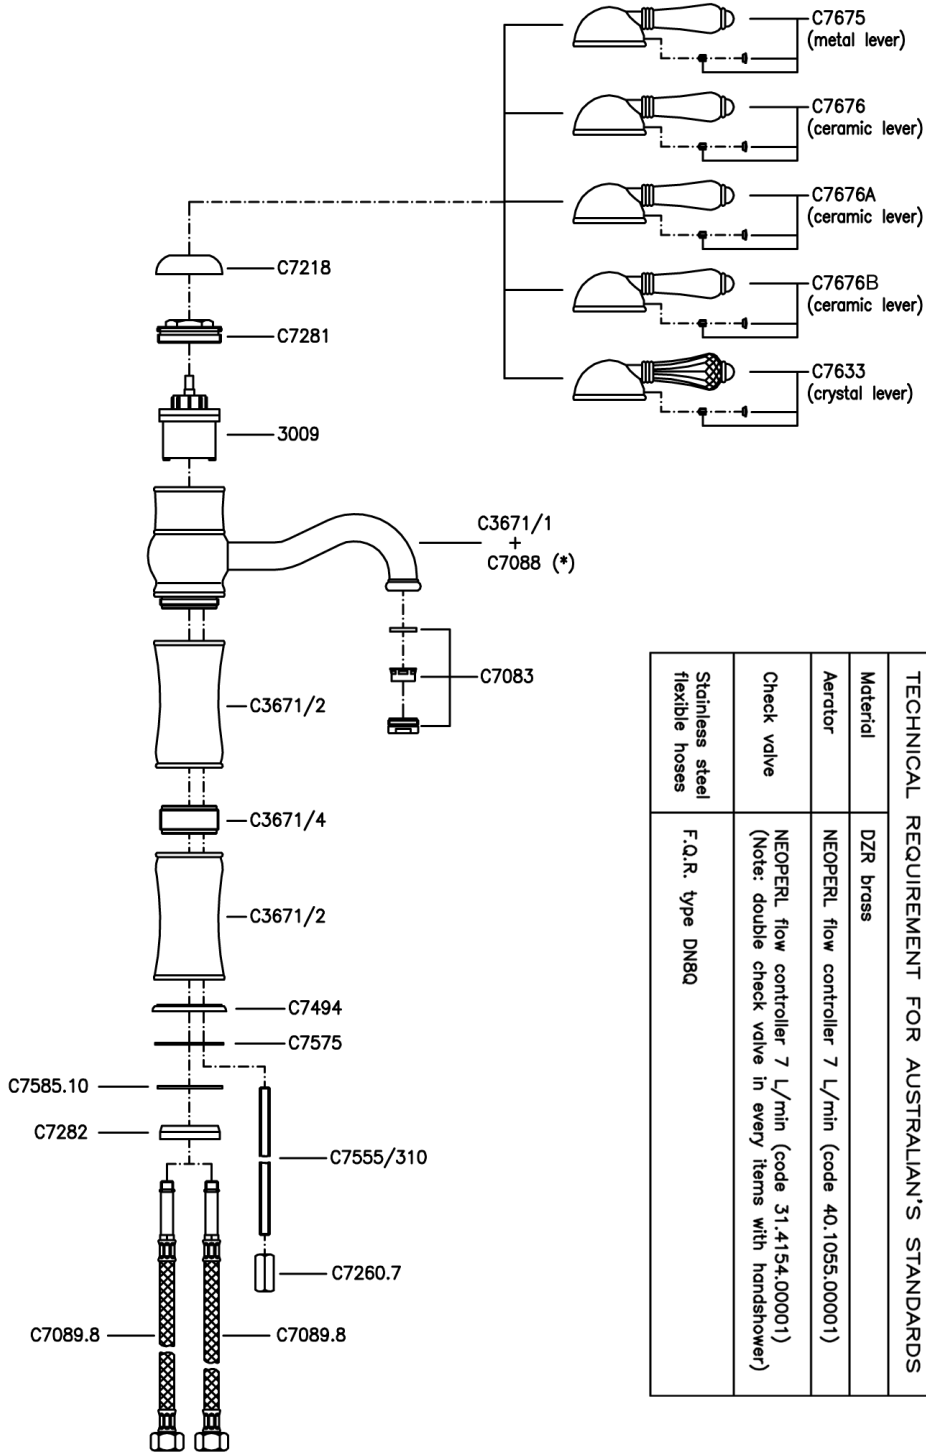 C7675
(metal lever)
C7676
(ceramic lever)
C7676A
(ceramic lever)
C7676B
(ceramic lever)
C7633
(crystal lever)
C7218
C7281
3009
C3671/1
+
C7088 (*)
C7083
C3671/2
C3671/4
C3671/2
C7494
C7575
C7585.10
C7282
C7555/310
C7260.7
C7089.8
C7089.8
TECHNICAL REQUIREMENT FOR AUSTRALIAN'S STANDARDS
Material
DZR brass
Aerator
NEOPERL flow controller 7 L/min (code 40.1055.00001)
Check valve
NEOPERL flow controller 7 L/min (code 31.4154.00001)
(Note: double check valve in every items with handshower)
Stainless steel
flexible hoses
F.Q.R. type DN8Q